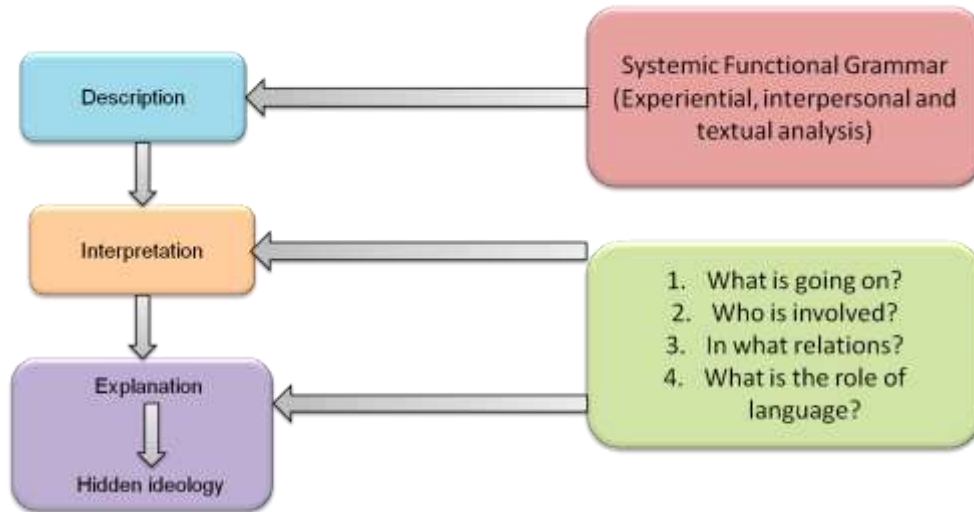 Description
Interpretation
Explanation
Hidden ideology
Systemic Functional Grammar
(Experiential, interpersonal and
textual analysis)
1. What is going on?
2. Who is involved?
3. In what relations?
4. What is the role of
language?